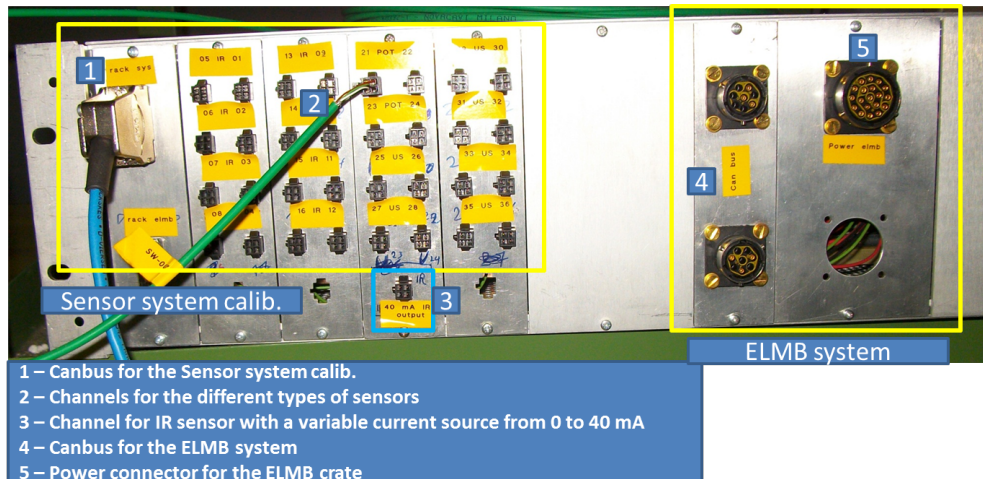 rack sys
05 IR 01
13 IR 09
21 POT 22
US 30
06 IR 02
14
23 POT 24
31 US 32
07 IR 03
15 IR 11
25 US 26
33 US 34
08
16 IR 12
27 US 28
35 US 36
rack elmb
SW-0
IR
40 mA IR
output
Can bus
Power elmb
1
2
3
4
5
Sensor system calib.
ELMB system
1 – Canbus for the Sensor system calib.
2 – Channels for the different types of sensors
3 – Channel for IR sensor with a variable current source from 0 to 40 mA
4 – Canbus for the ELMB system
5 – Power connector for the ELMB crate